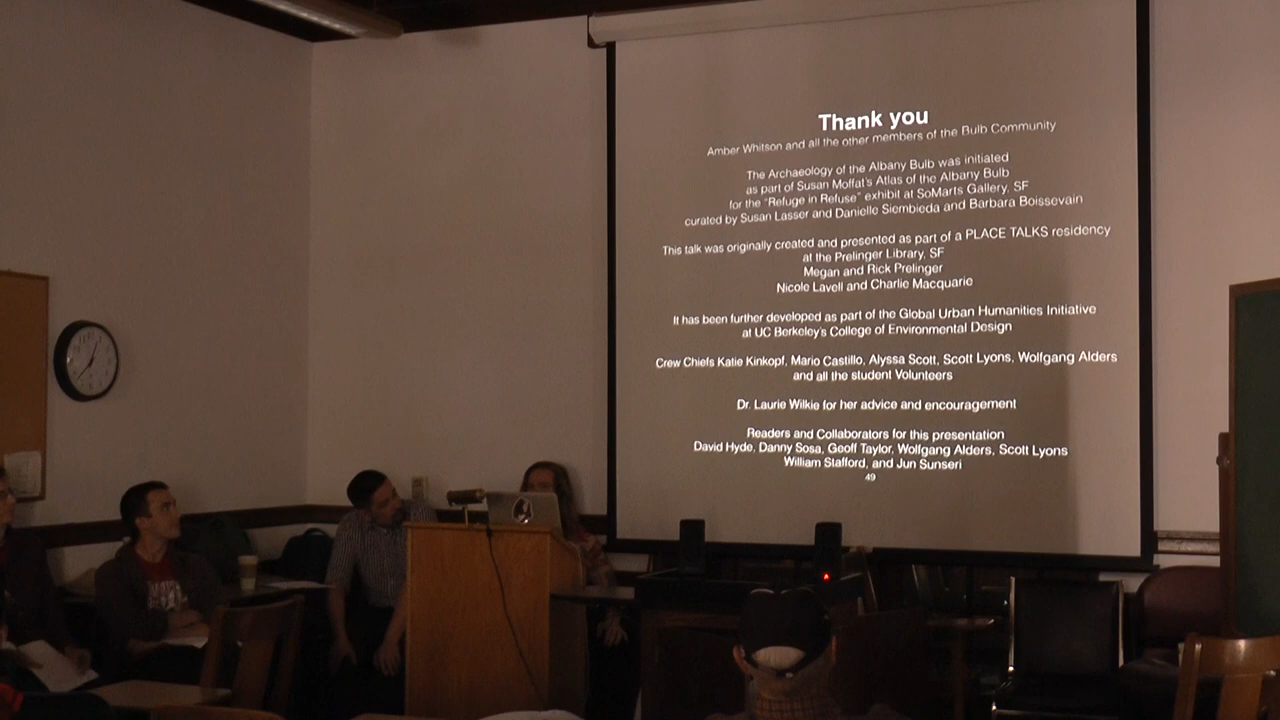 Thank you
Amber Whitson and all the other members of the Bulb Community
The Archaeology of the Albany Bulb was initiated
as part of Susan Moffat's Atlas of the Albany Bulb
for the "Refuge in Refuse" exhibit at SoMarts Gallery, SF
curated by Susan Lasser and Danielle Siembieda and Barbara Boissevain
This talk was originally created and presented as part of a PLACE TALKS residency
at the Prelinger Library, SF
Megan and Rick Prelinger
Nicole Lavell and Charlie Macquarie
It has been further developed as part of the Global Urban Humanities Initiative
at UC Berkeley's College of Environmental Design
Crew Chiefs Katie Kinkopf, Mario Castillo, Alyssa Scott, Scott Lyons, Wolfgang Alders
and all the student Volunteers
Dr. Laurie Wilkie for her advice and encouragement
Readers and Collaborators for this presentation
David Hyde, Danny Sosa, Geoff Taylor, Wolfgang Alders, Scott Lyons
William Stafford, and Jun Sunseri
49